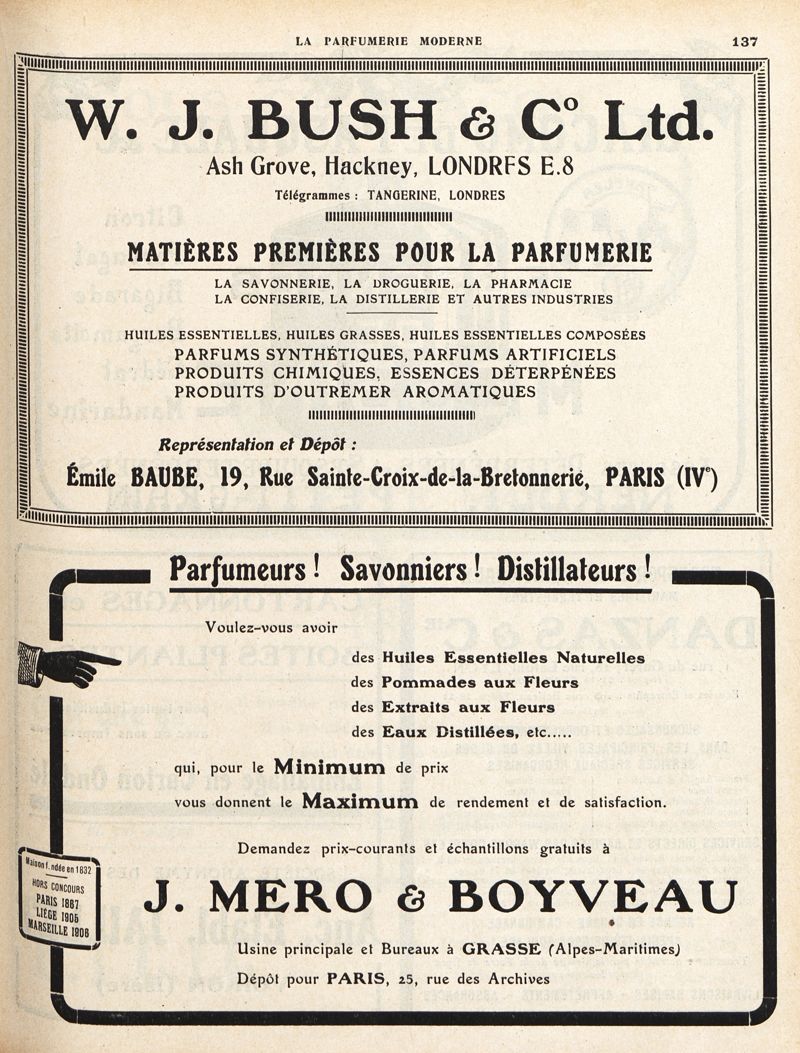 LA PARFUMERIE MODERNE 137
W. J. BUSH & Cº Ltd.
Ash Grove, Hackney, LONDRES E.8
Télégrammes : TANGERINE, LONDRES
MATIÈRES PREMIÈRES POUR LA PARFUMERIE
LA SAVONNERIE, LA DROGUERIE, LA PHARMACIE
LA CONFISERIE, LA DISTILLERIE ET AUTRES INDUSTRIES
HUILES ESSENTIELLES, HUILES GRASSES, HUILES ESSENTIELLES COMPOSÉES
PARFUMS SYNTHÉTIQUES, PARFUMS ARTIFICIELS
PRODUITS CHIMIQUES, ESSENCES DÉTERPÉNÉES
PRODUITS D'OUTREMER AROMATIQUES
Représentation et Dépôt :
Émile BAUBE, 19, Rue Sainte-Croix-de-la-Bretonnerie, PARIS (IVᵉ)
Parfumeurs ! Savonniers ! Distillateurs !
Voulez-vous avoir
des Huiles Essentielles Naturelles
des Pommades aux Fleurs
des Extraits aux Fleurs
des Eaux Distillées, etc.....
qui, pour le Minimum de prix
vous donnent le Maximum de rendement et de satisfaction.
Demandez prix-courants et échantillons gratuits à
J. MERO & BOYVEAU
Usine principale et Bureaux à GRASSE (Alpes-Maritimes)
Dépôt pour PARIS, 25, rue des Archives
Maison f.ndée en 1832
HORS CONCOURS
PARIS 1867
LIÉGE 1905
MARSEILLE 1906